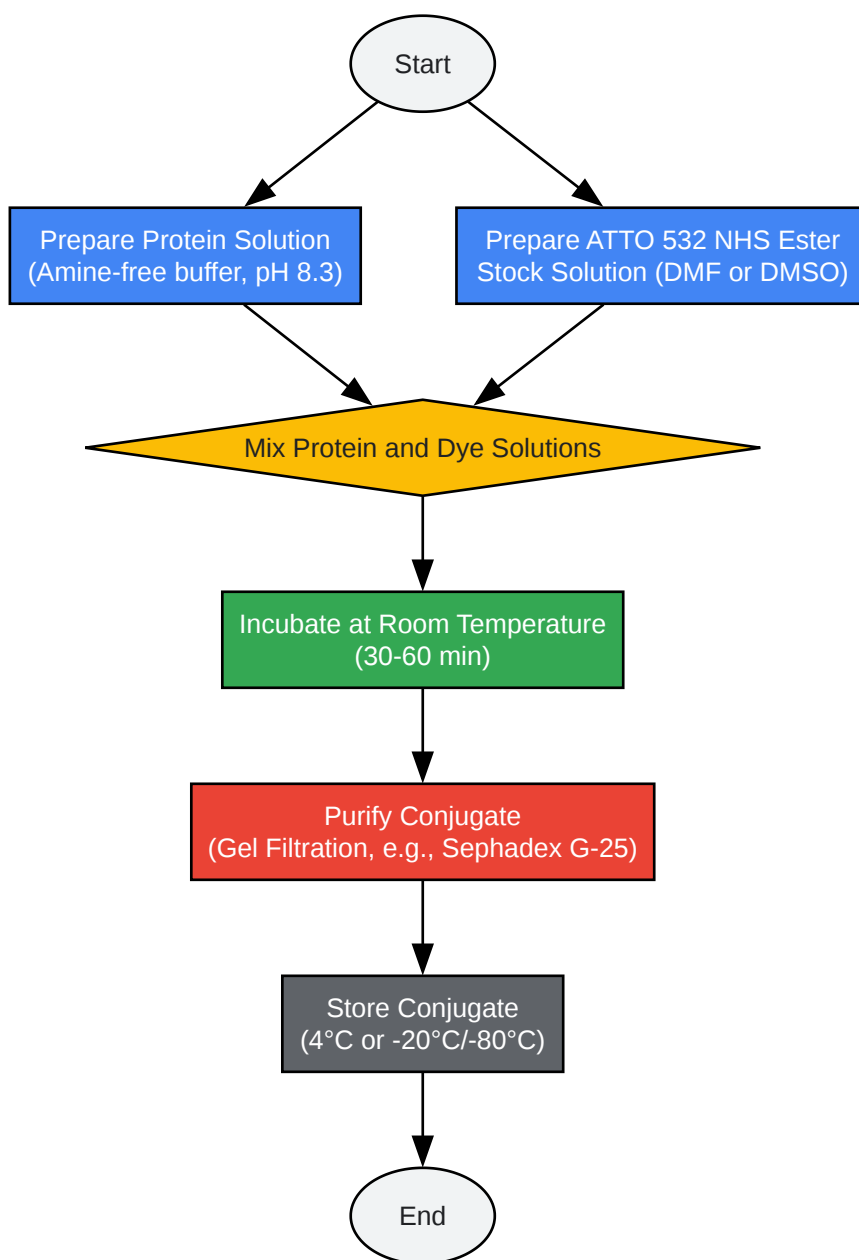 Start
Prepare Protein Solution
(Amine-free buffer, pH 8.3)
Prepare ATTO 532 NHS Ester
Stock Solution (DMF or DMSO)
Mix Protein and Dye Solutions
Incubate at Room Temperature
(30-60 min)
Purify Conjugate
(Gel Filtration, e.g., Sephadex G-25)
Store Conjugate
(4°C or -20°C/-80°C)
End